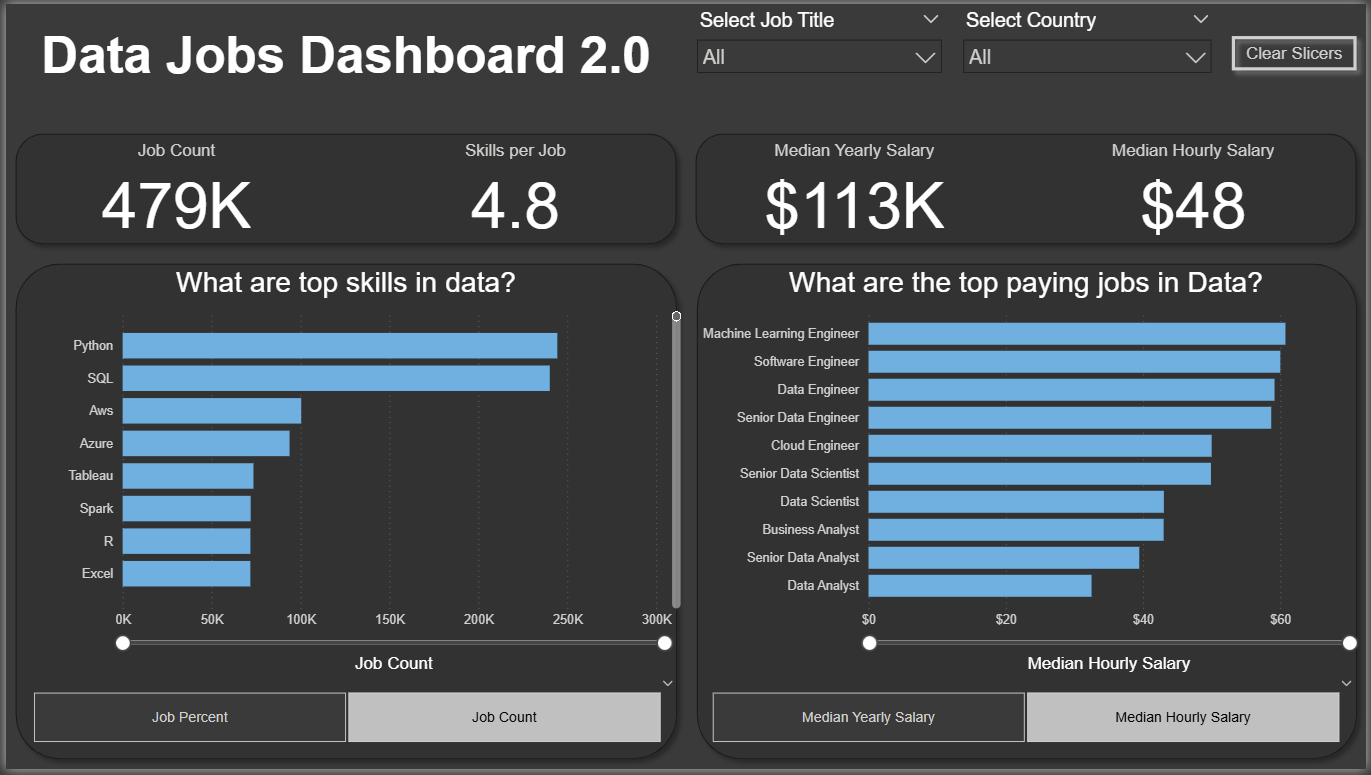 Data Jobs Dashboard 2.0
Select Job Title
All
Select Country
All
Clear Slicers
Job Count
479K
Skills per Job
4.8
Median Yearly Salary
$113K
Median Hourly Salary
$48
What are top skills in data?
Python
SQL
Aws
Azure
Tableau
Spark
R
Excel
0K 50K 100K 150K 200K 250K 300K
Job Count
Job Percent
Job Count
What are the top paying jobs in Data?
Machine Learning Engineer
Software Engineer
Data Engineer
Senior Data Engineer
Cloud Engineer
Senior Data Scientist
Data Scientist
Business Analyst
Senior Data Analyst
Data Analyst
$0 $20 $40 $60
Median Hourly Salary
Median Yearly Salary
Median Hourly Salary